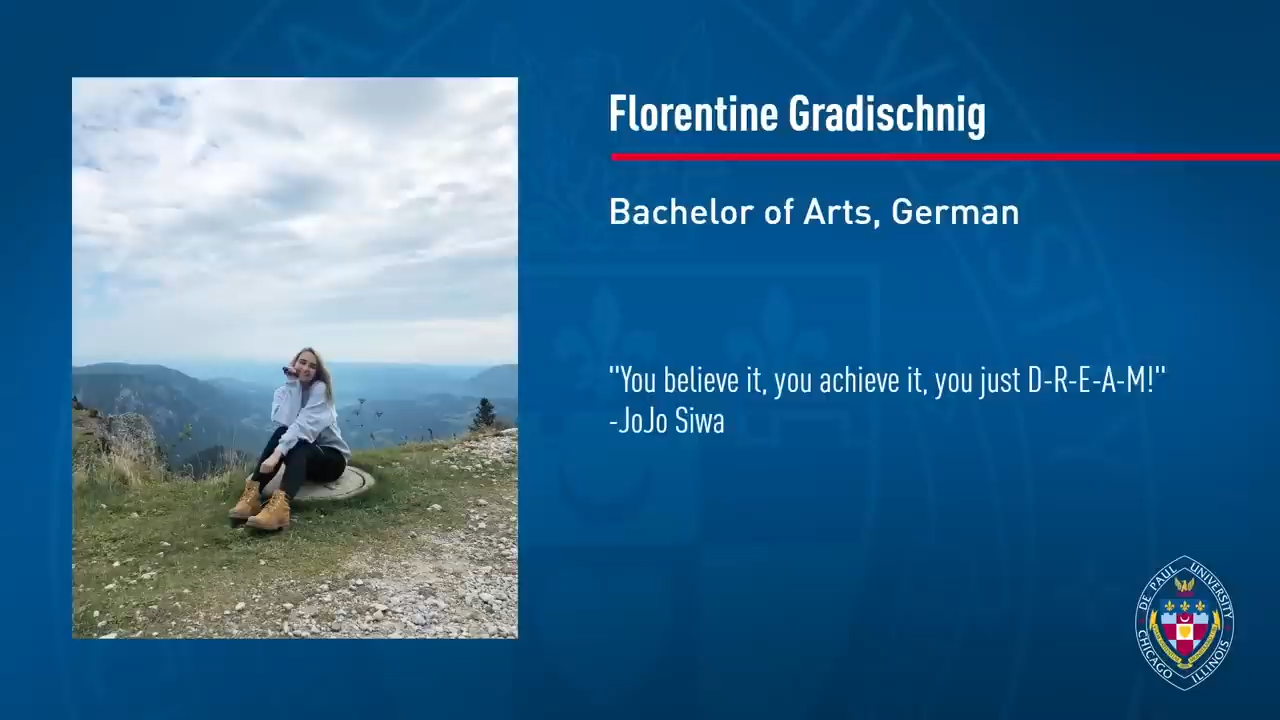 Florentine Gradischnig
Bachelor of Arts, German
"You believe it, you achieve it, you just D-R-E-A-M!"
-JoJo Siwa
DE PAUL UNIVERSITY
CHICAGO ILLINOIS